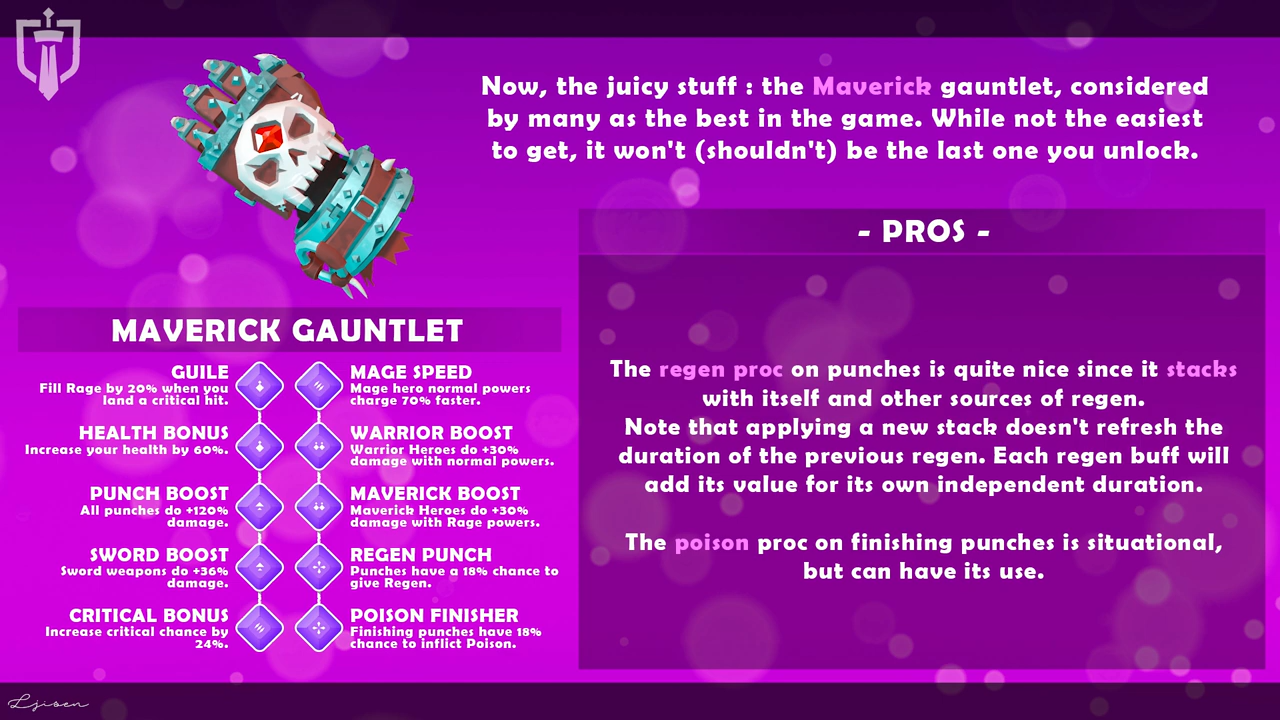 Now, the juicy stuff : the Maverick gauntlet, considered
by many as the best in the game. While not the easiest
to get, it won't (shouldn't) be the last one you unlock.
MAVERICK GAUNTLET
GUILE
Fill Rage by 20% when you
land a critical hit.
HEALTH BONUS
Increase your health by 60%.
PUNCH BOOST
All punches do +120%
damage.
SWORD BOOST
Sword weapons do +36%
damage.
CRITICAL BONUS
Increase critical chance by
24%.
MAGE SPEED
Mage hero normal powers
charge 70% faster.
WARRIOR BOOST
Warrior Heroes do +30%
damage with normal powers.
MAVERICK BOOST
Maverick Heroes do +30%
damage with Rage powers.
REGEN PUNCH
Punches have a 18% chance to
give Regen.
POISON FINISHER
Finishing punches have 18%
chance to inflict Poison.
- PROS -
The regen proc on punches is quite nice since it stacks
with itself and other sources of regen.
Note that applying a new stack doesn't refresh the
duration of the previous regen. Each regen buff will
add its value for its own independent duration.
The poison proc on finishing punches is situational,
but can have its use.